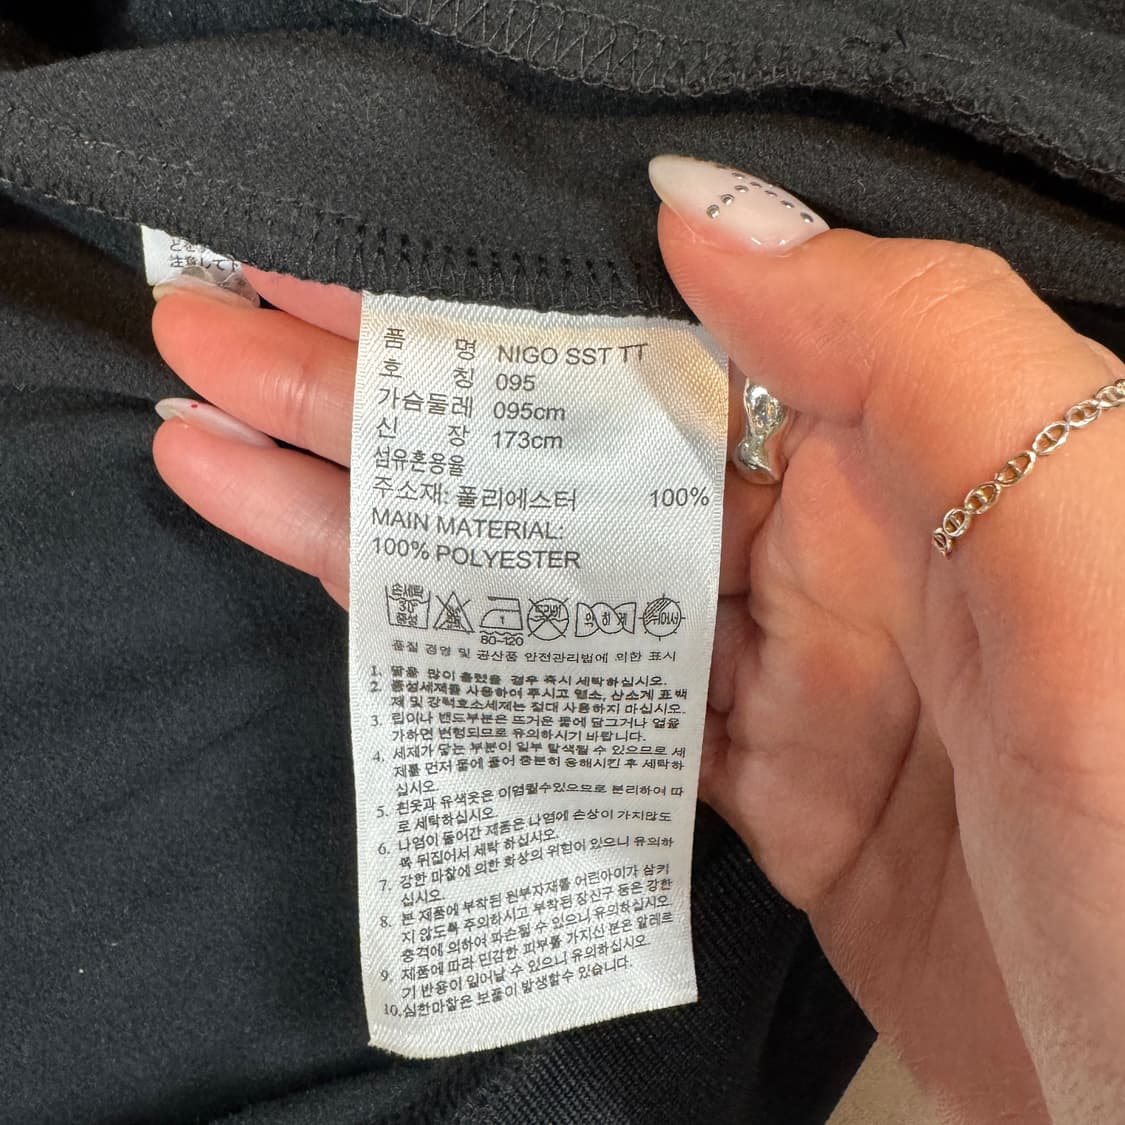 注意して下
품 명 NIGO SST TT
호 칭 095
가슴둘레 095cm
신 장 173cm
섬유혼용율
주소재: 폴리에스터 100%
MAIN MATERIAL:
100% POLYESTER
손세탁
30°
중성
80~120
약하게
뉘어서
품질 경영 및 공산품 안전관리법에 의한 표시
1. 땀을 많이 흘렸을 경우 즉시 세탁하십시오.
2. 중성세제를 사용하여 주시고 염소, 산소계 표백
제 및 강력효소세제는 절대 사용하지 마십시오.
3. 립이나 밴드부분은 뜨거운 물에 담그거나 열을
가하면 변형되므로 유의하시기 바랍니다.
4. 세제가 닿는 부분이 일부 탈색될 수 있으므로 세
제를 먼저 물에 풀어 충분히 용해시킨 후 세탁하
십시오.
5. 흰옷과 유색옷은 이염될수있으므로 분리하여 따
로 세탁하십시오.
6. 나염이 들어간 제품은 나염에 손상이 가지않도
록 뒤집어서 세탁 하십시오.
7. 강한 마찰에 의한 화상의 위험이 있으니 유의하
십시오.
8. 본 제품에 부착된 원부자재를 어린아이가 삼키
지 않도록 주의하시고 부착된 장신구 등은 강한
충격에 의하여 파손될 수 있으니 유의하십시오.
9. 제품에 따라 민감한 피부를 가지신 분은 알레르
기 반응이 일어날 수 있으니 유의하십시오.
10.심한마찰은 보풀이 발생할수 있습니다.